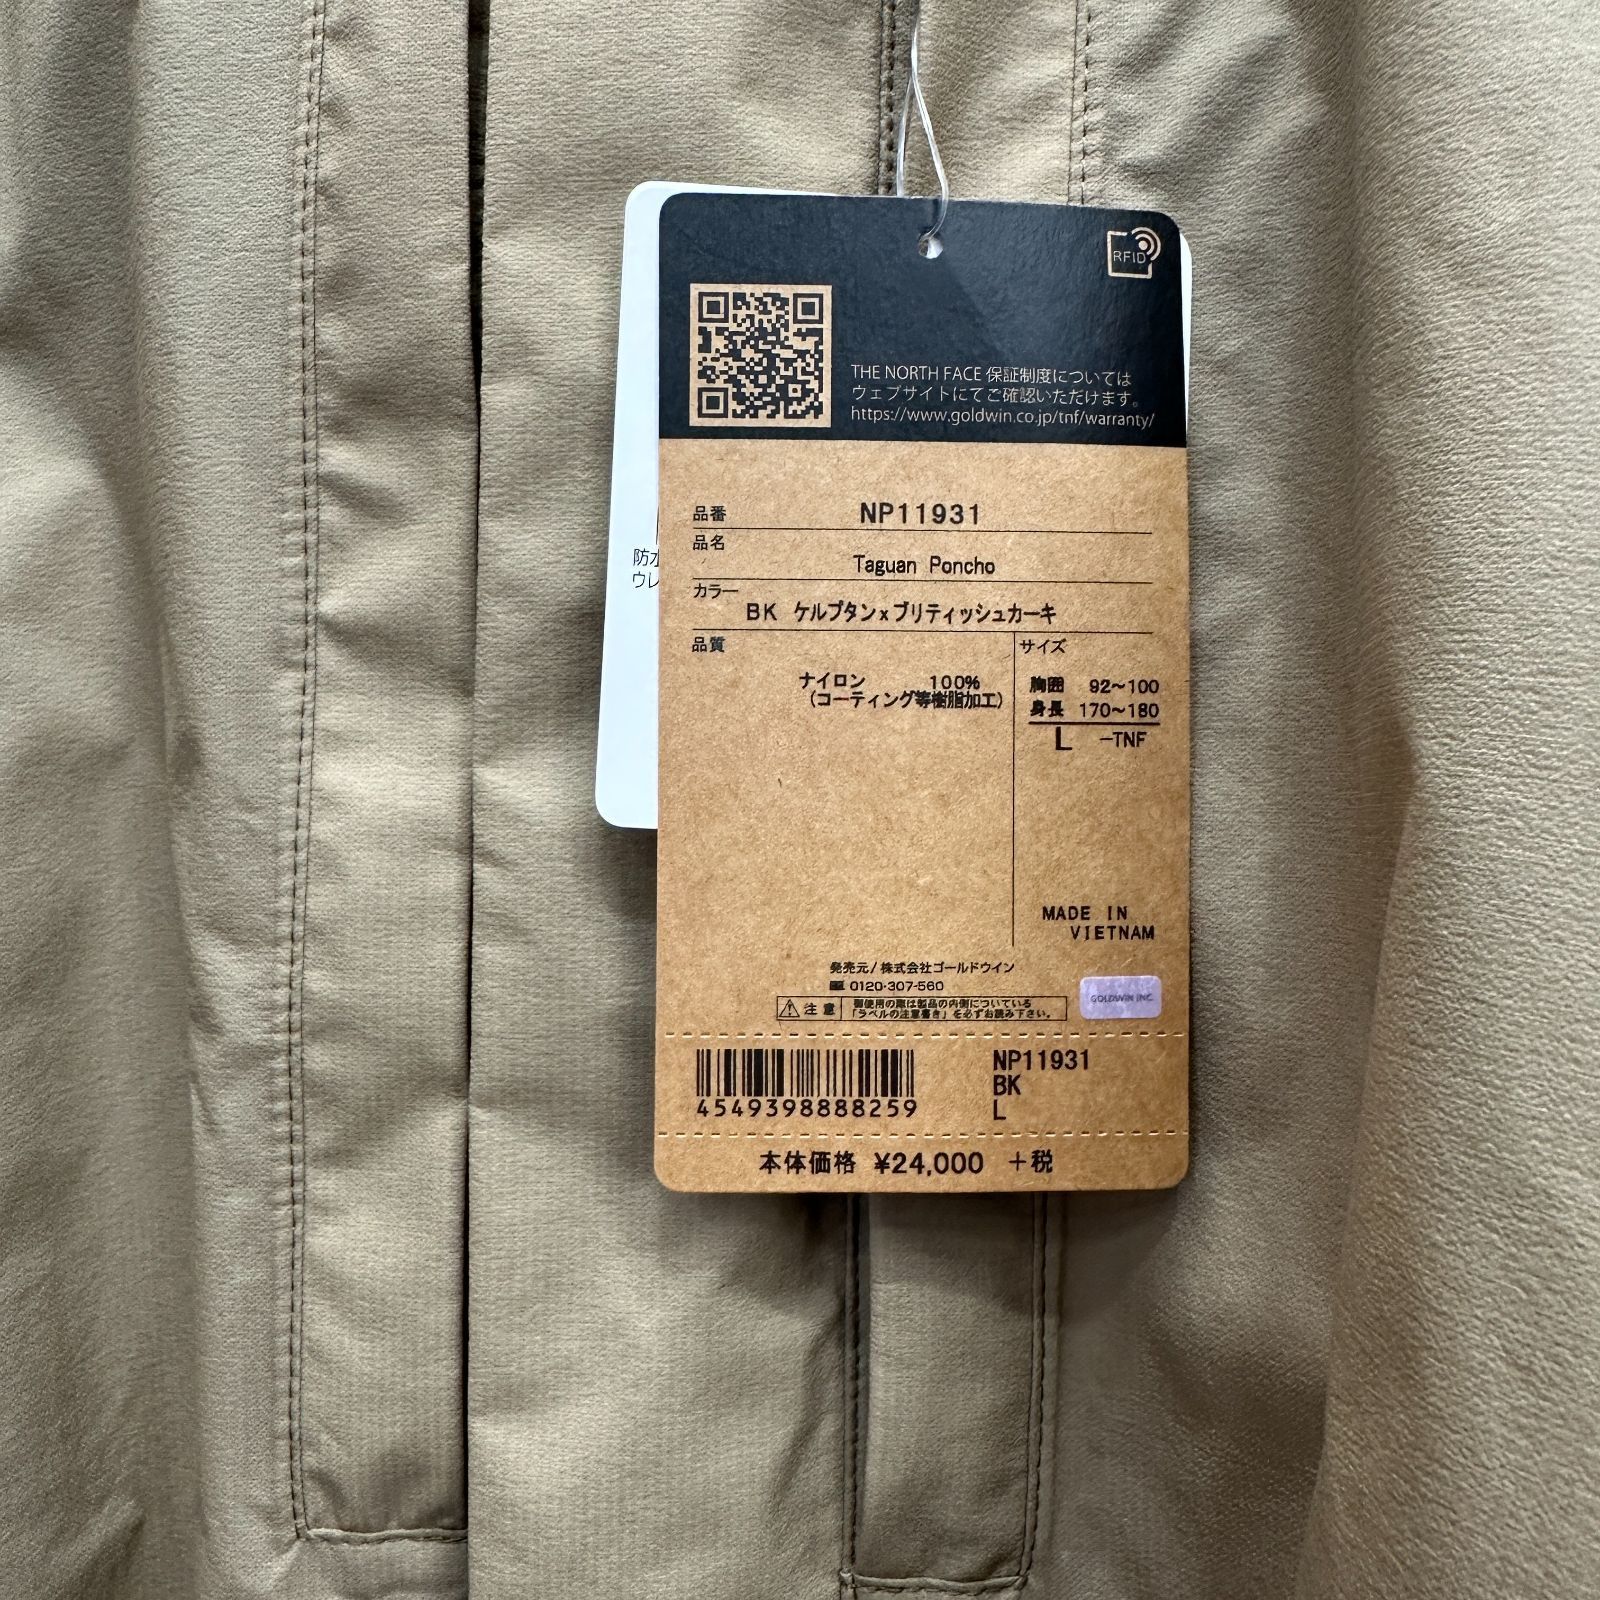 RFID
THE NORTH FACE 保証制度については
ウェブサイトにてご確認いただけます。
https://www.goldwin.co.jp/tnf/warranty/
防水
ウレ
品番 NP11931
品名
Taguan Poncho
カラー
BK ケルプタン×ブリティッシュカーキ
品質
ナイロン 100%
(コーティング等樹脂加工)
サイズ
胸囲 92~100
身長 170~180
L -TNF
MADE IN
VIETNAM
発売元/株式会社ゴールドウイン
0120-307-560
注意
御使用の際は製品の内側についている
「ラベルの注意書き」を必ずお読み下さい。
GOLDWIN INC.
4549398888259
NP11931
BK
L
本体価格 ¥24,000 +税